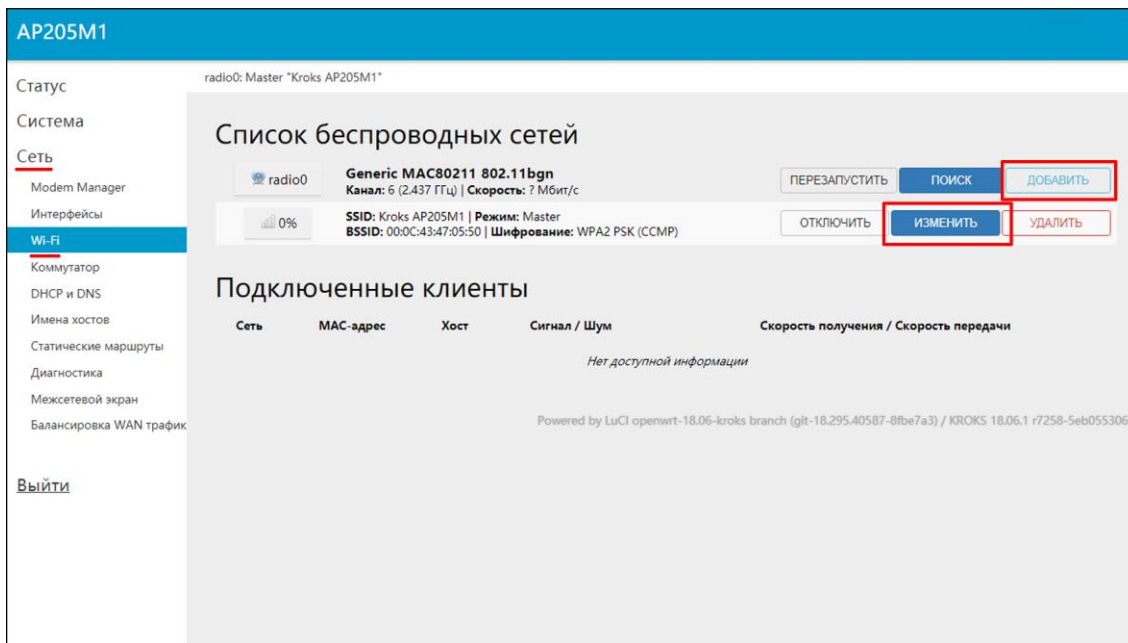 AP205M1
radio0: Master "Kroks AP205M1"
Статус
Система
Сеть
Modem Manager
Интерфейсы
Wi-Fi
Коммутатор
DHCP и DNS
Имена хостов
Статические маршруты
Диагностика
Межсетевой экран
Балансировка WAN трафик
Выйти
Список беспроводных сетей
radio0 Generic MAC80211 802.11bgn ПЕРЕЗАПУСТИТЬ ПОИСК ДОБАВИТЬ
Канал: 6 (2.437 ГГц) | Скорость: ? Мбит/с
0% SSID: Kroks AP205M1 | Режим: Master ОТКЛЮЧИТЬ ИЗМЕНИТЬ УДАЛИТЬ
BSSID: 00:0C:43:47:05:50 | Шифрование: WPA2 PSK (CCMP)
Подключенные клиенты
Сеть MAC-адрес Хост Сигнал / Шум Скорость получения / Скорость передачи
Нет доступной информации
Powered by LuCI openwrt-18.06-kroks branch (git-18.295.40587-8fbe7a3) / KROKS 18.06.1 r7258-5eb055306